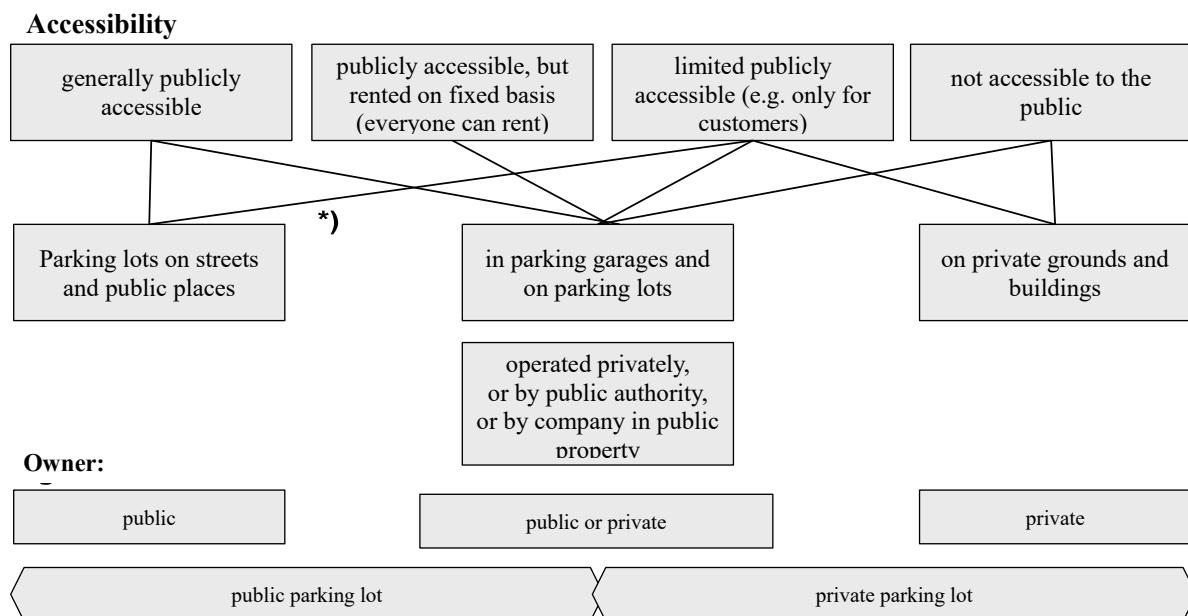 Accessibility
generally publicly
accessible
publicly accessible, but
rented on fixed basis
(everyone can rent)
limited publicly
accessible (e.g. only for
customers)
not accessible to the
public
*)
Parking lots on streets
and public places
in parking garages and
on parking lots
on private grounds and
buildings
operated privately,
or by public authority,
or by company in public
property
Owner:
public
public or private
private
public parking lot
private parking lot